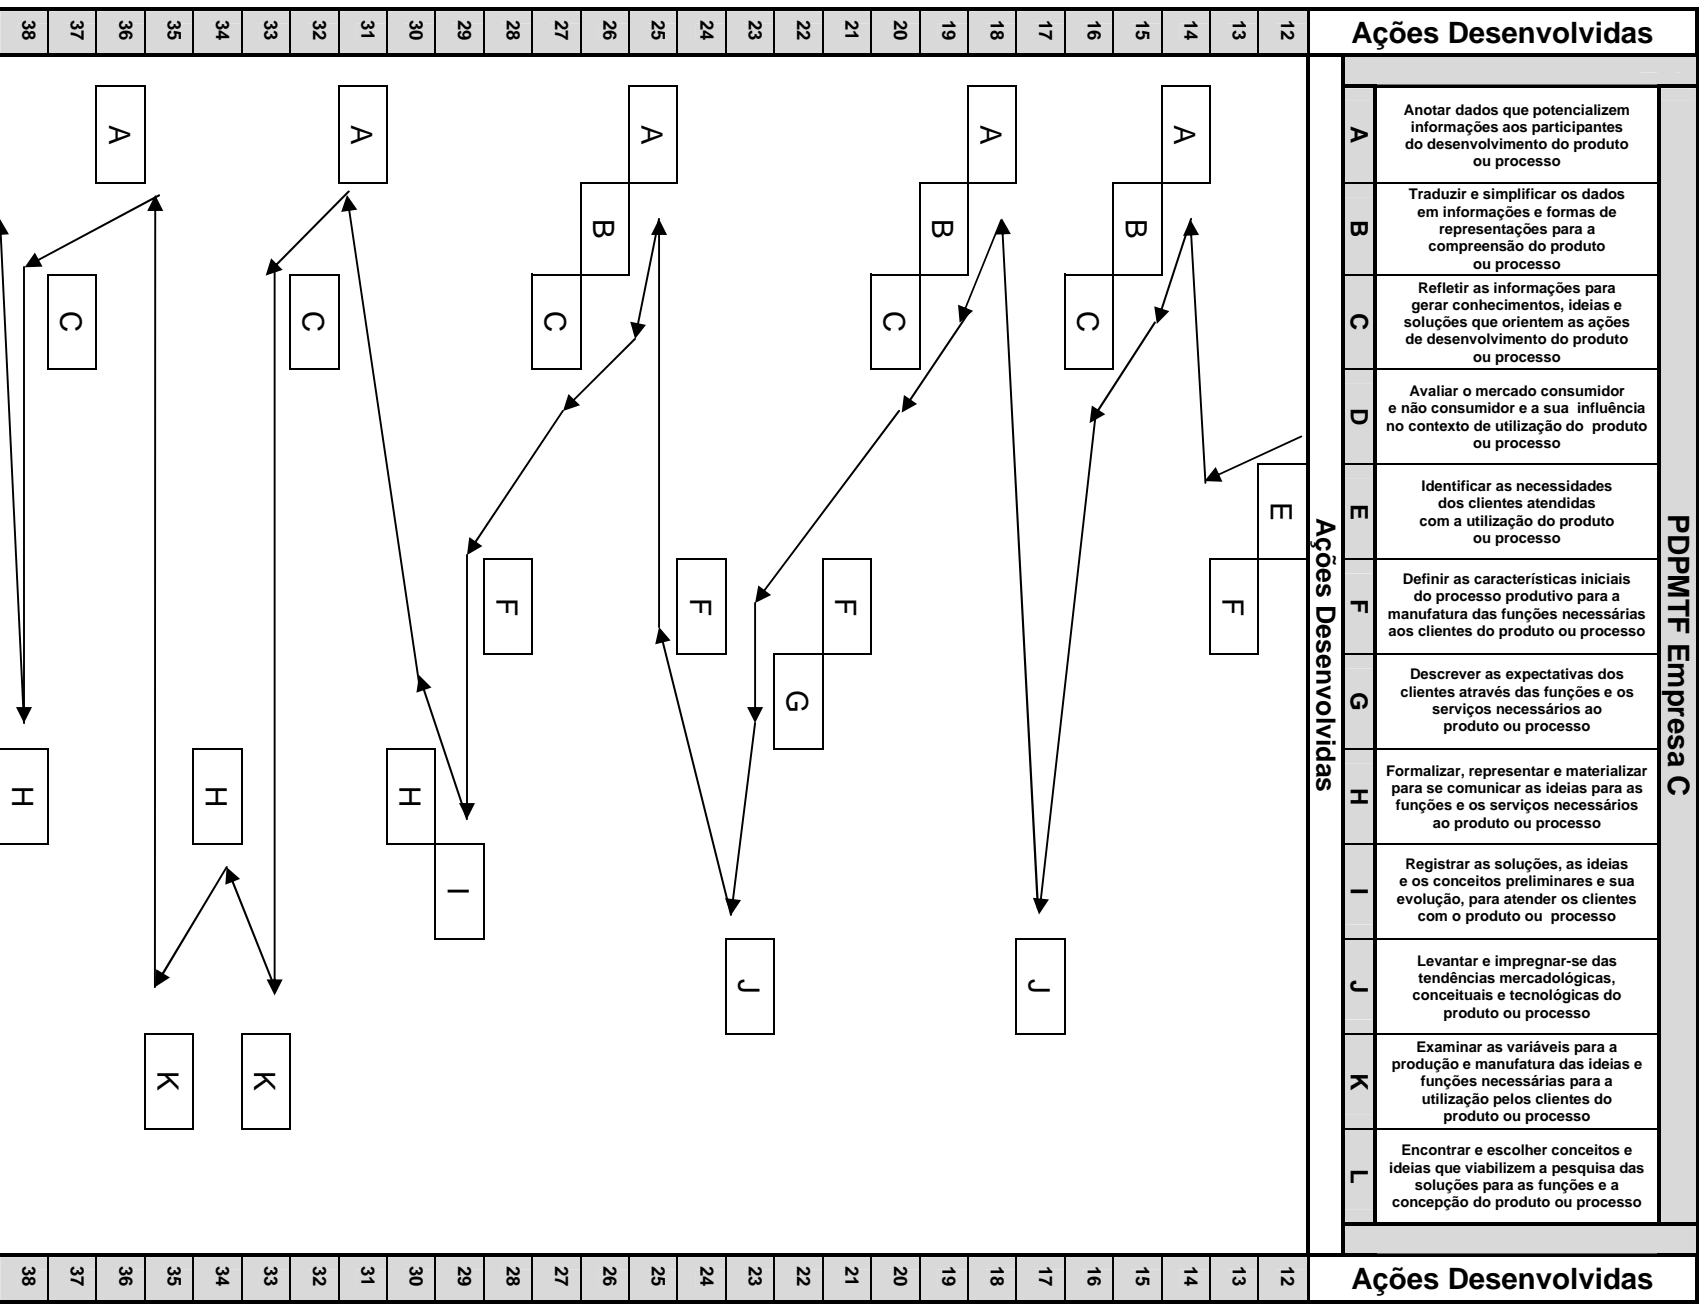 38 37 36 35 34 33 32 31 30 29 28 27 26 25 24 23 22 21 20 19 18 17 16 15 14 13 12
Ações Desenvolvidas
PDPMTF Empresa C
Ações Desenvolvidas
A
Anotar dados que potencializem
informações aos participantes
do desenvolvimento do produto
ou processo
B
Traduzir e simplificar os dados
em informações e formas de
representações para a
compreensão do produto
ou processo
C
Refletir as informações para
gerar conhecimentos, ideias e
soluções que orientem as ações
de desenvolvimento do produto
ou processo
D
Avaliar o mercado consumidor
e não consumidor e a sua influência
no contexto de utilização do produto
ou processo
E
Identificar as necessidades
dos clientes atendidas
com a utilização do produto
ou processo
F
Definir as características iniciais
do processo produtivo para a
manufatura das funções necessárias
aos clientes do produto ou processo
G
Descrever as expectativas dos
clientes através das funções e os
serviços necessários ao
produto ou processo
H
Formalizar, representar e materializar
para se comunicar as ideias para as
funções e os serviços necessários
ao produto ou processo
I
Registrar as soluções, as ideias
e os conceitos preliminares e sua
evolução, para atender os clientes
com o produto ou processo
J
Levantar e impregnar-se das
tendências mercadológicas,
conceituais e tecnológicas do
produto ou processo
K
Examinar as variáveis para a
produção e manufatura das ideias e
funções necessárias para a
utilização pelos clientes do
produto ou processo
L
Encontrar e escolher conceitos e
ideias que viabilizem a pesquisa das
soluções para as funções e a
concepção do produto ou processo
E
F
A
B
C
J
A
B
C
F
G
J
F
A
B
C
F
I
H
A
C
K
H
K
A
C
H
38 37 36 35 34 33 32 31 30 29 28 27 26 25 24 23 22 21 20 19 18 17 16 15 14 13 12
Ações Desenvolvidas